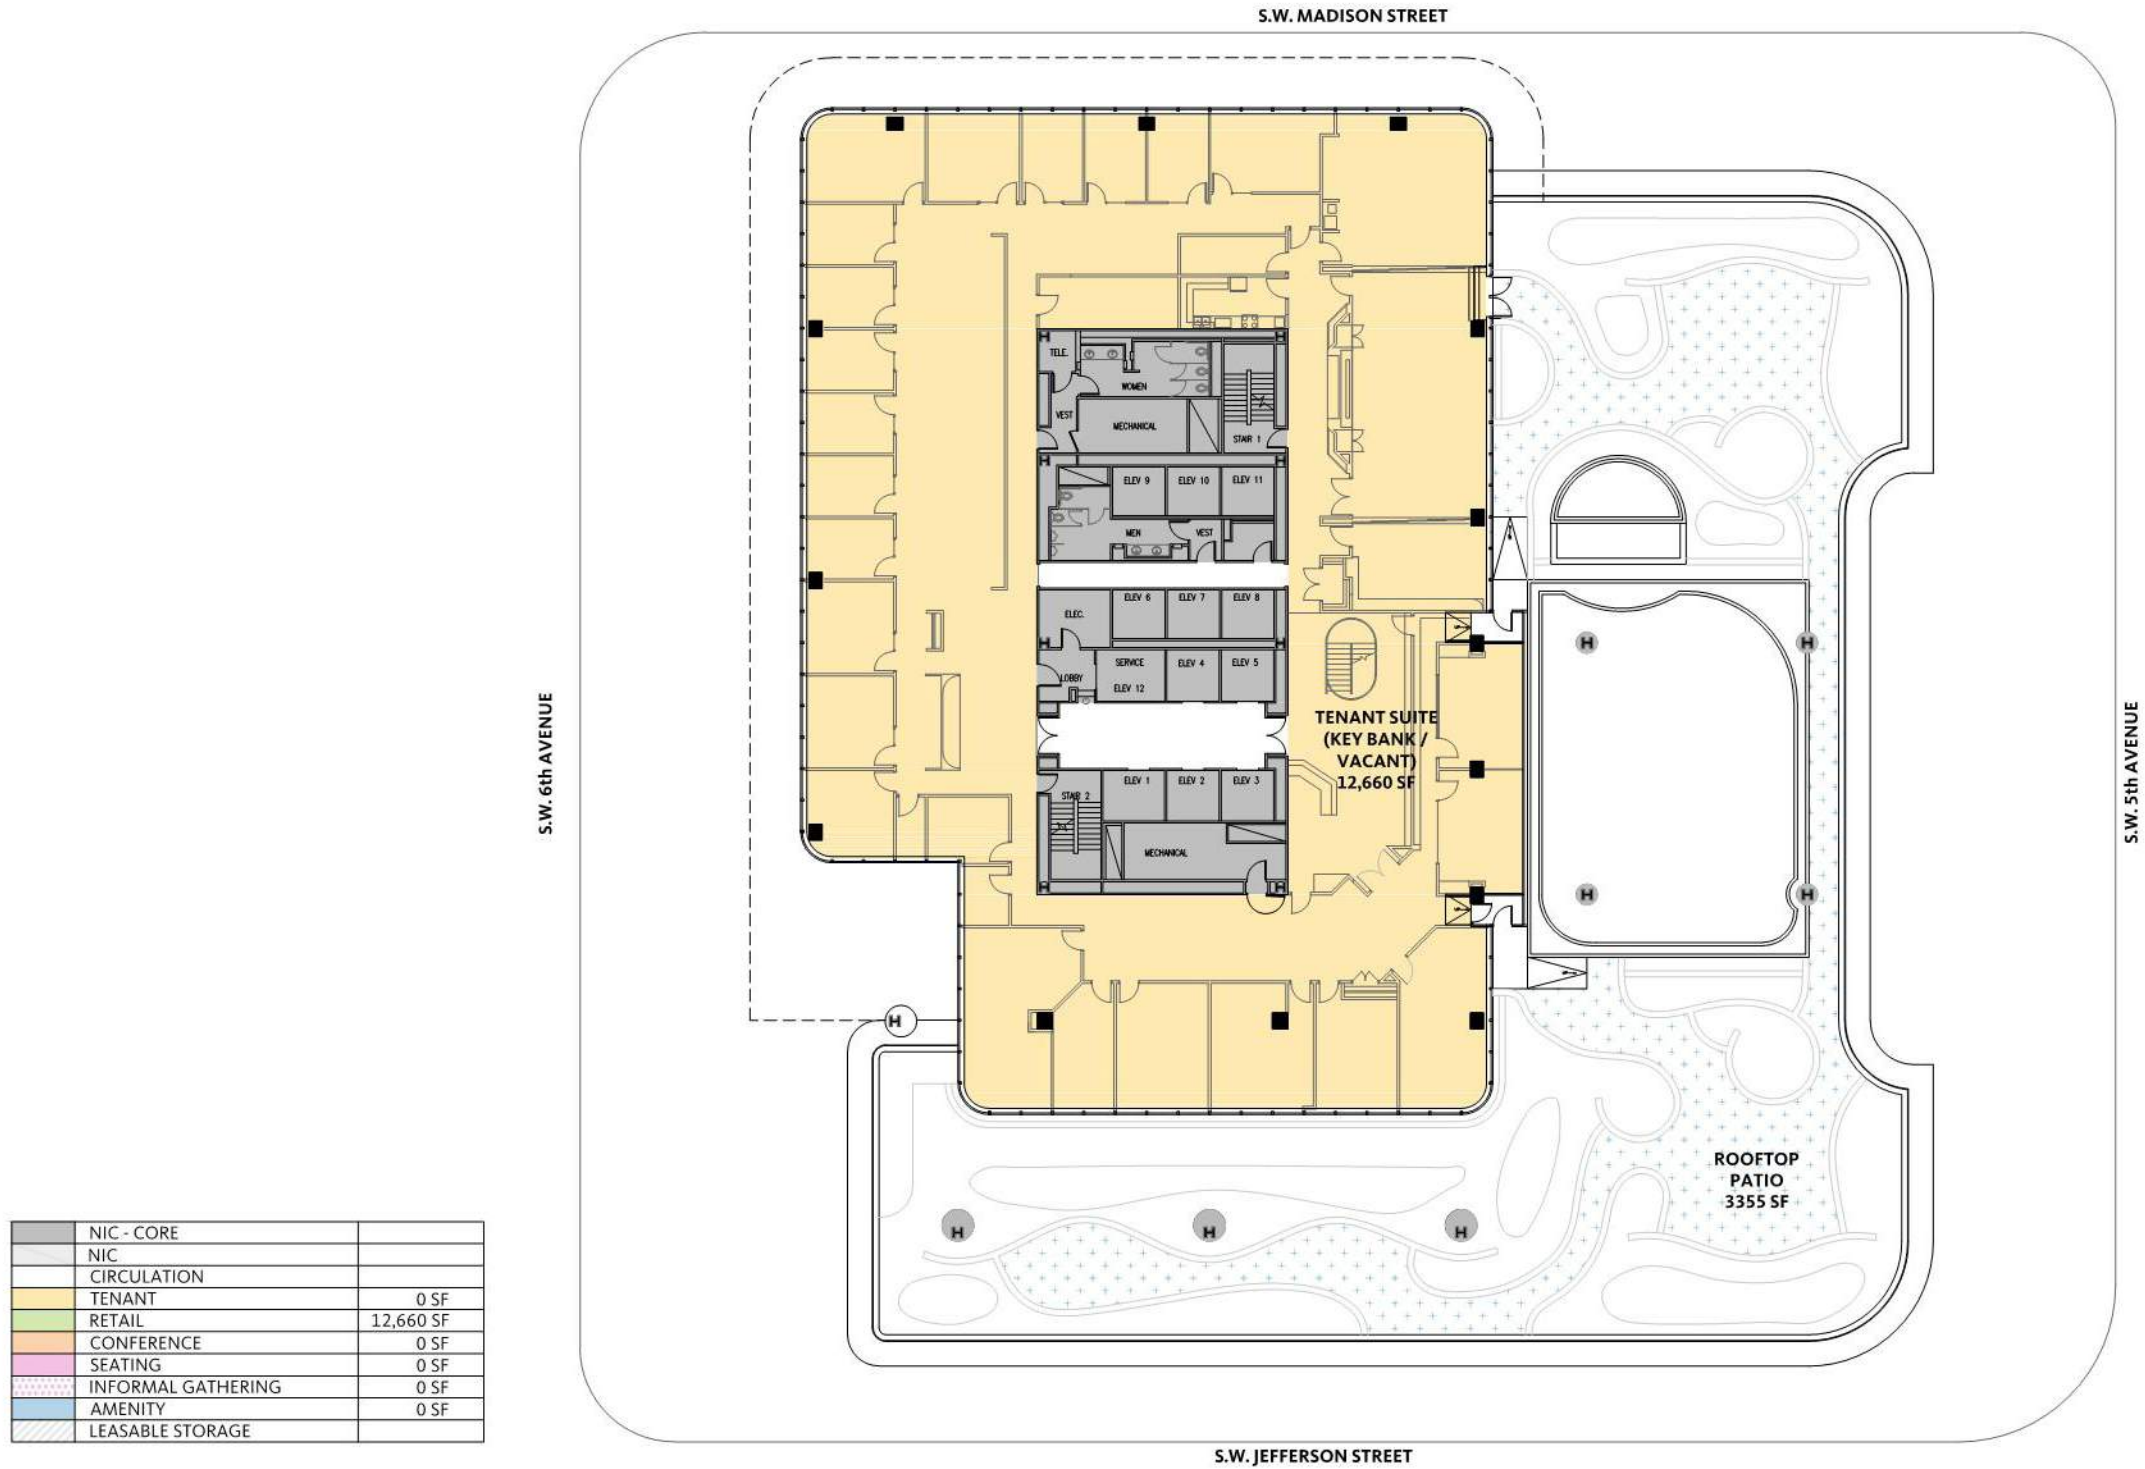 S.W. MADISON STREET
TELE.
WOMEN
VEST
MECHANICAL
STAIR 1
ELEV 9
ELEV 10
ELEV 11
MEN
VEST
ELEV 6
ELEV 7
ELEV 8
ELEC.
SERVICE
ELEV 12
ELEV 4
ELEV 5
LOBBY
TENANT SUITE
(KEY BANK /
VACANT)
12,660 SF
ELEV 1
ELEV 2
ELEV 3
STAIR 2
MECHANICAL
S.W. 6th AVENUE
S.W. 5th AVENUE
H
H
H
H
H
H
H
H
ROOFTOP
PATIO
3355 SF
NIC - CORE
NIC
CIRCULATION
TENANT 0 SF
RETAIL 12,660 SF
CONFERENCE 0 SF
SEATING 0 SF
INFORMAL GATHERING 0 SF
AMENITY 0 SF
LEASABLE STORAGE
S.W. JEFFERSON STREET